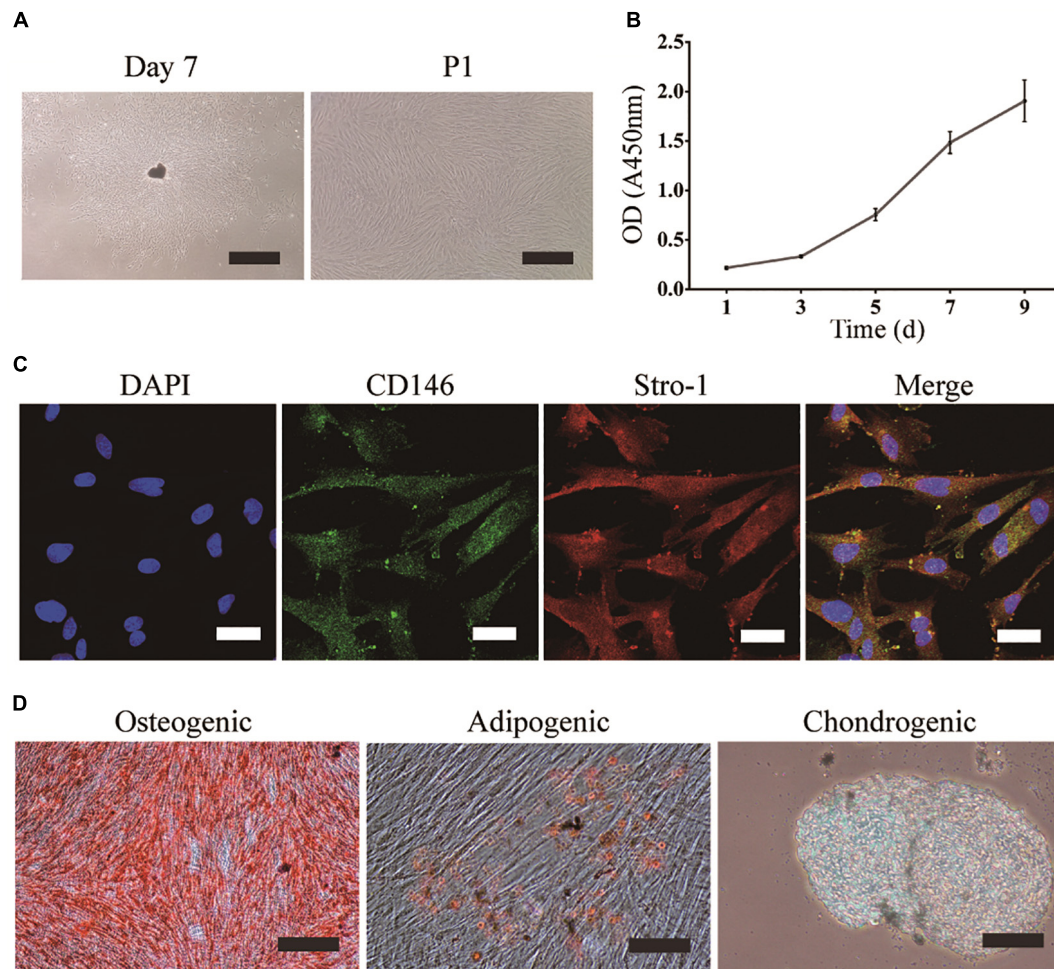 A
Day 7
P1
B
OD (A450nm)
2.5
2.0
1.5
1.0
0.5
0.0
1 3 5 7 9
Time (d)
C
DAPI CD146 Stro-1 Merge
D
Osteogenic Adipogenic Chondrogenic